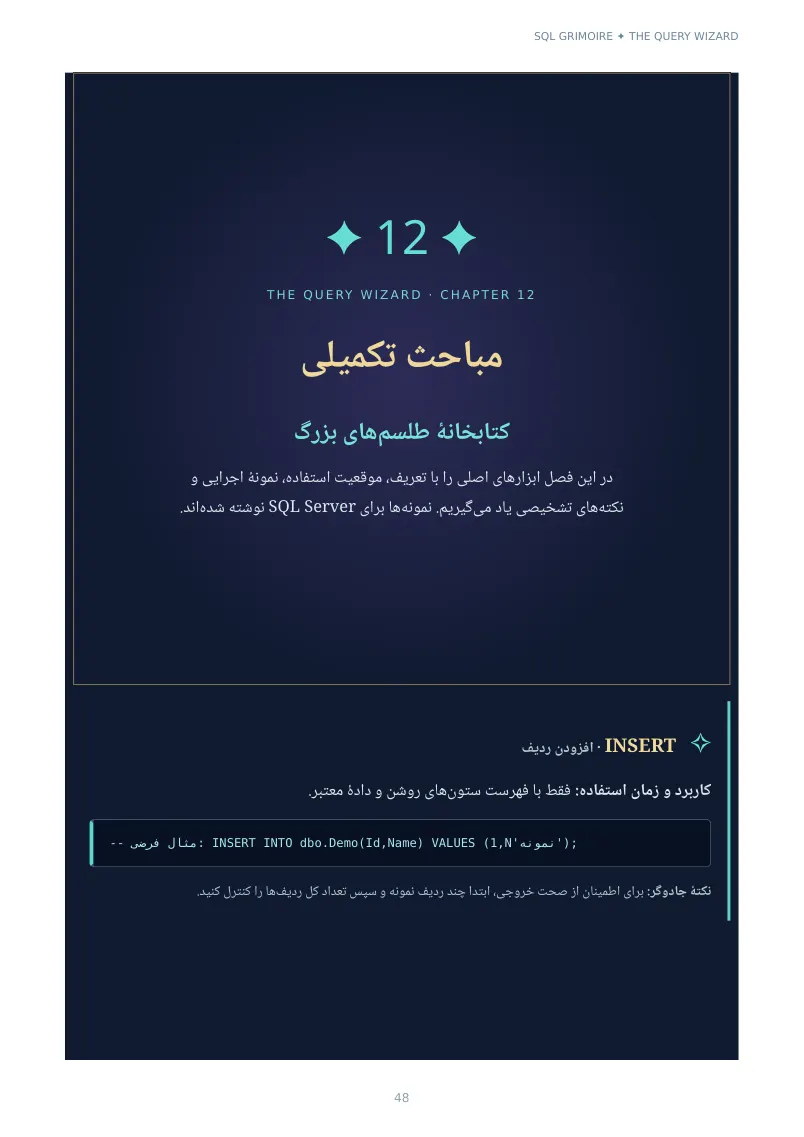 SQL GRIMOIRE ✦ THE QUERY WIZARD
✦ 12 ✦
THE QUERY WIZARD · CHAPTER 12
مباحث تکمیلی
کتابخانهٔ طلسم‌های بزرگ
در این فصل ابزارهای اصلی را با تعریف، موقعیت استفاده، نمونهٔ اجرایی و
نکته‌های تشخیصی یاد می‌گیریم. نمونه‌ها برای SQL Server نوشته شده‌اند.
✧ INSERT · افزودن ردیف
کاربرد و زمان استفاده: فقط با فهرست ستون‌های روشن و دادهٔ معتبر.
-- مثال فرضی: INSERT INTO dbo.Demo(Id,Name) VALUES (1,N'نمونه');
نکتهٔ جادوگر: برای اطمینان از صحت خروجی، ابتدا چند ردیف نمونه و سپس تعداد کل ردیف‌ها را کنترل کنید.
48